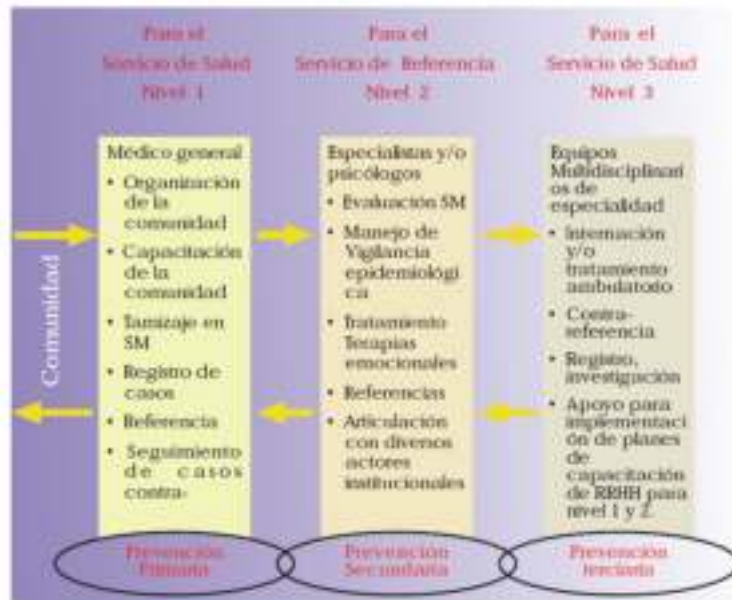 Para el
Servicio de Salud
Nivel 1
Para el
Servicio de Referencia
Nivel 2
Para el
Servicio de Salud
Nivel 3
Comunidad
Médico general
• Organización
de la
comunidad
• Capacitación
de la
comunidad
• Tamizaje en
SM
• Registro de
casos
• Referencia
• Seguimiento
de casos
contra-
Especialistas y/o
psicólogos
• Evaluación SM
• Manejo de
Vigilancia
epidemiológi
ca
• Tratamiento
Terapias
emocionales
• Referencias
• Articulación
con diversos
actores
institucionales
Equipos
Multidisciplinari
os de
especialidad
• Internación
y/o
tratamiento
ambulatorio
• Contra-
referencia
• Registro,
investigación
• Apoyo para
implementaci
ón de planes
de
capacitación
de RRHH para
nivel 1 y 2.
Prevención
Primaria
Prevención
Secundaria
Prevención
terciaria